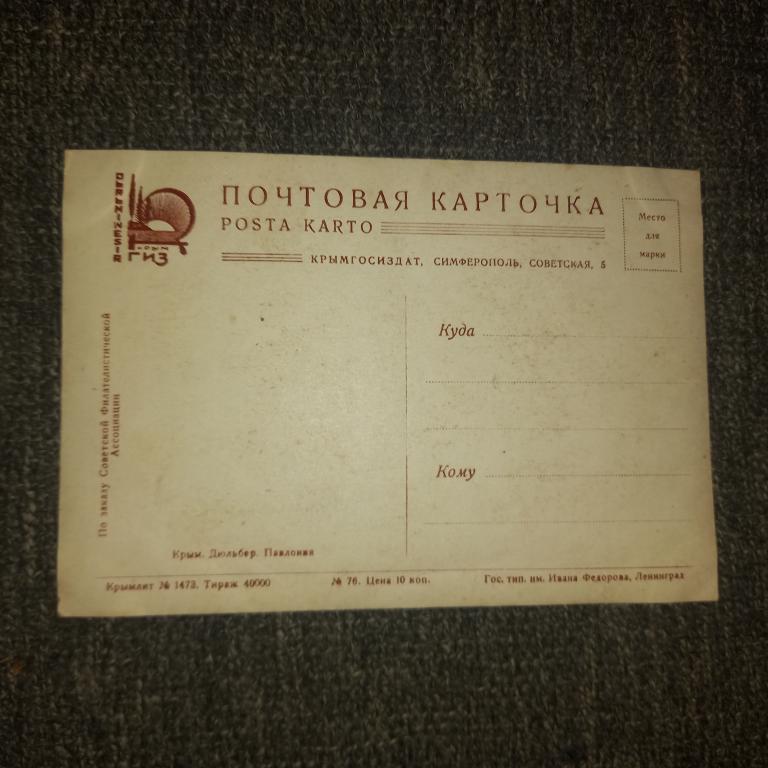 ПОЧТОВАЯ КАРТОЧКА
POSTA KARTO
КРЫМГОСИЗДАТ, СИМФЕРОПОЛЬ, СОВЕТСКАЯ, 5
Место
для
марки
ГИЗ
По заказу Советской Филателистической
Ассоциации
Куда
Кому
Крым. Дюльбер. Павлония
Крымлит № 1473. Тираж 40000
№ 76. Цена 10 коп.
Гос. тип. им. Ивана Федорова, Ленинград